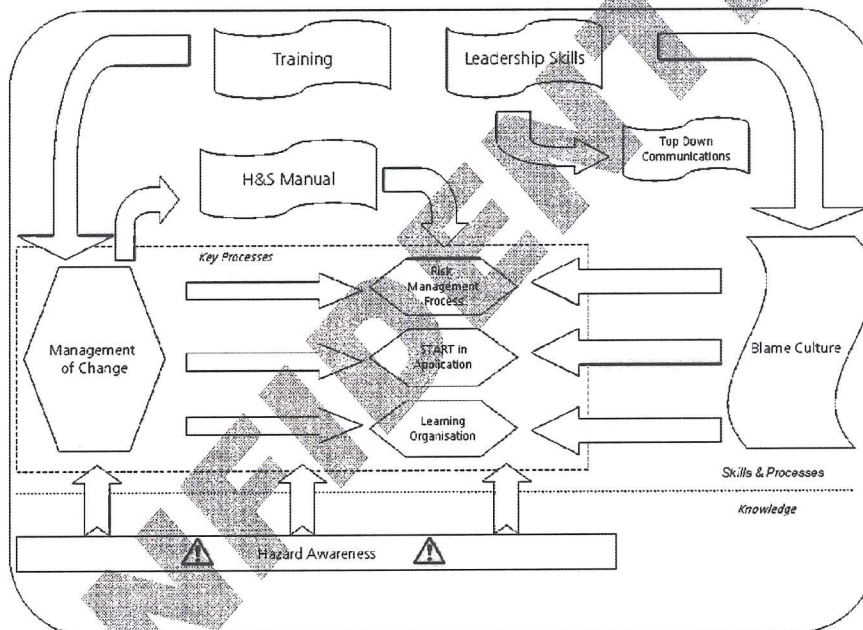 Training
Leadership Skills
Top Down
Communications
H&S Manual
Key Processes
Risk
Management
Process
Management
of Change
START in
Application
Blame Culture
Learning
Organisation
Skills & Processes
Knowledge
Hazard Awareness